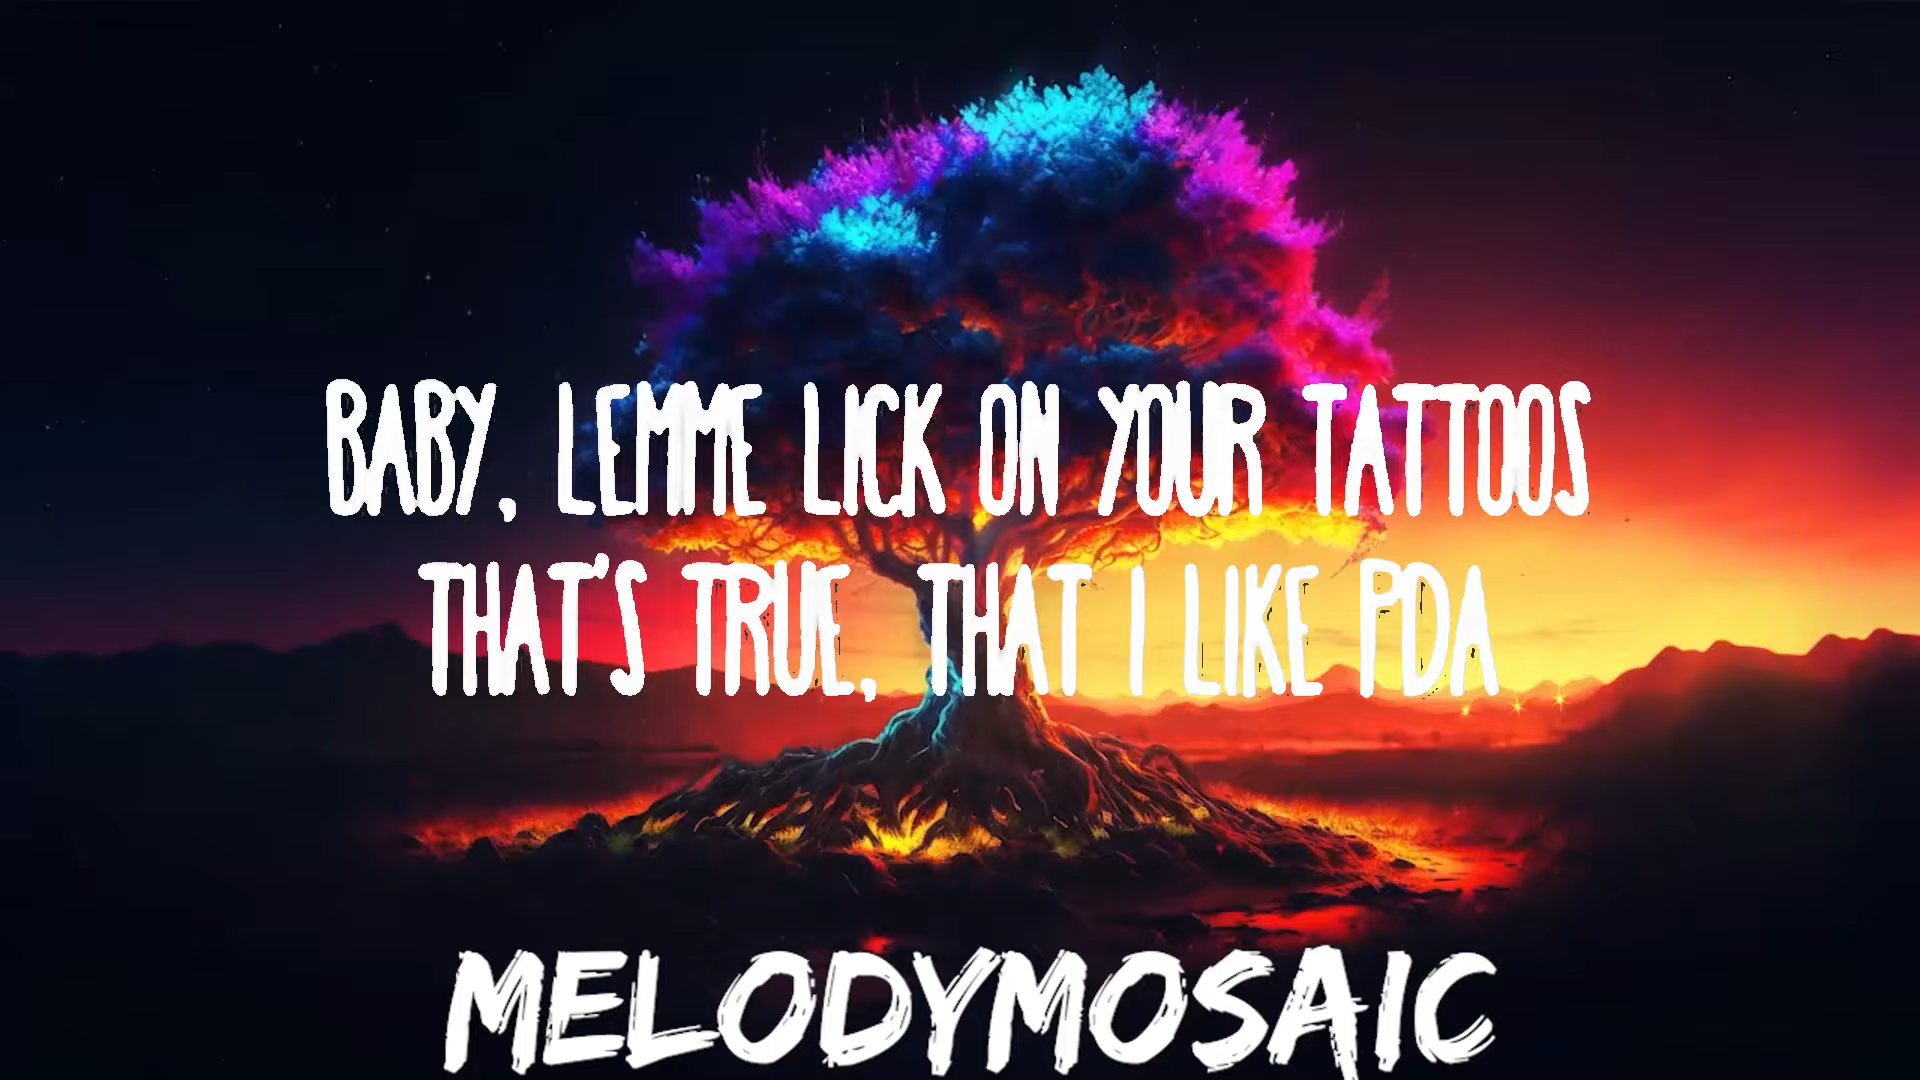 BABY, LEMME LICK ON YOUR TATTOOS
THAT'S TRUE, THAT I LIKE PDA
MELODYMOSAIC